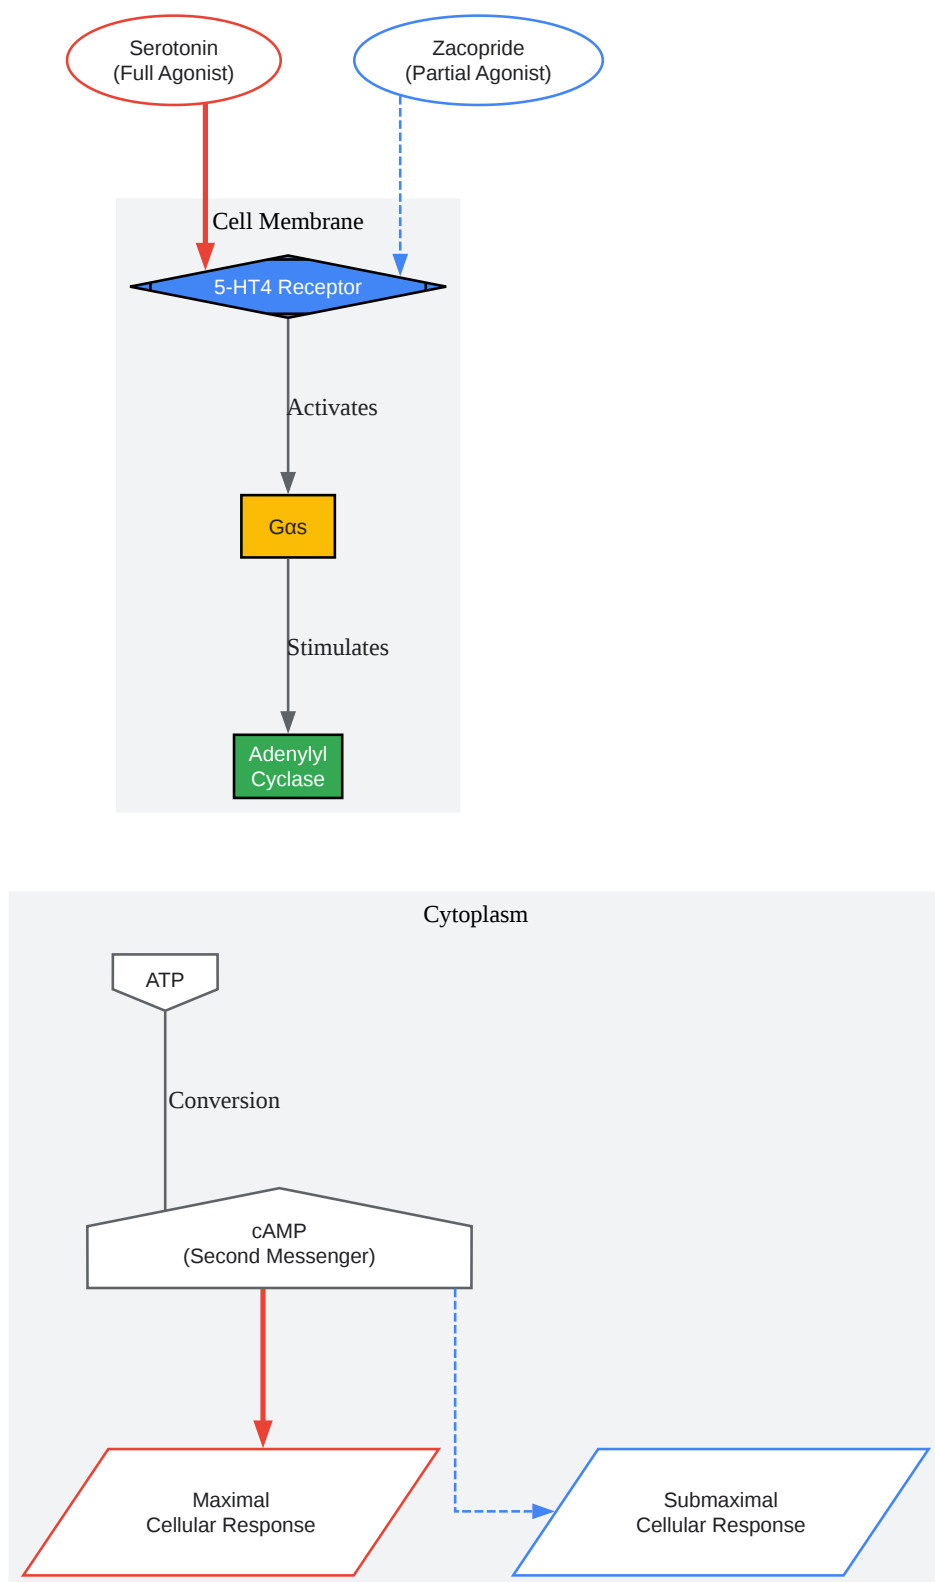 Serotonin
(Full Agonist)
Zacopride
(Partial Agonist)
Cell Membrane
5-HT4 Receptor
Activates
Gαs
Stimulates
Adenylyl
Cyclase
Cytoplasm
ATP
Conversion
cAMP
(Second Messenger)
Maximal
Cellular Response
Submaximal
Cellular Response